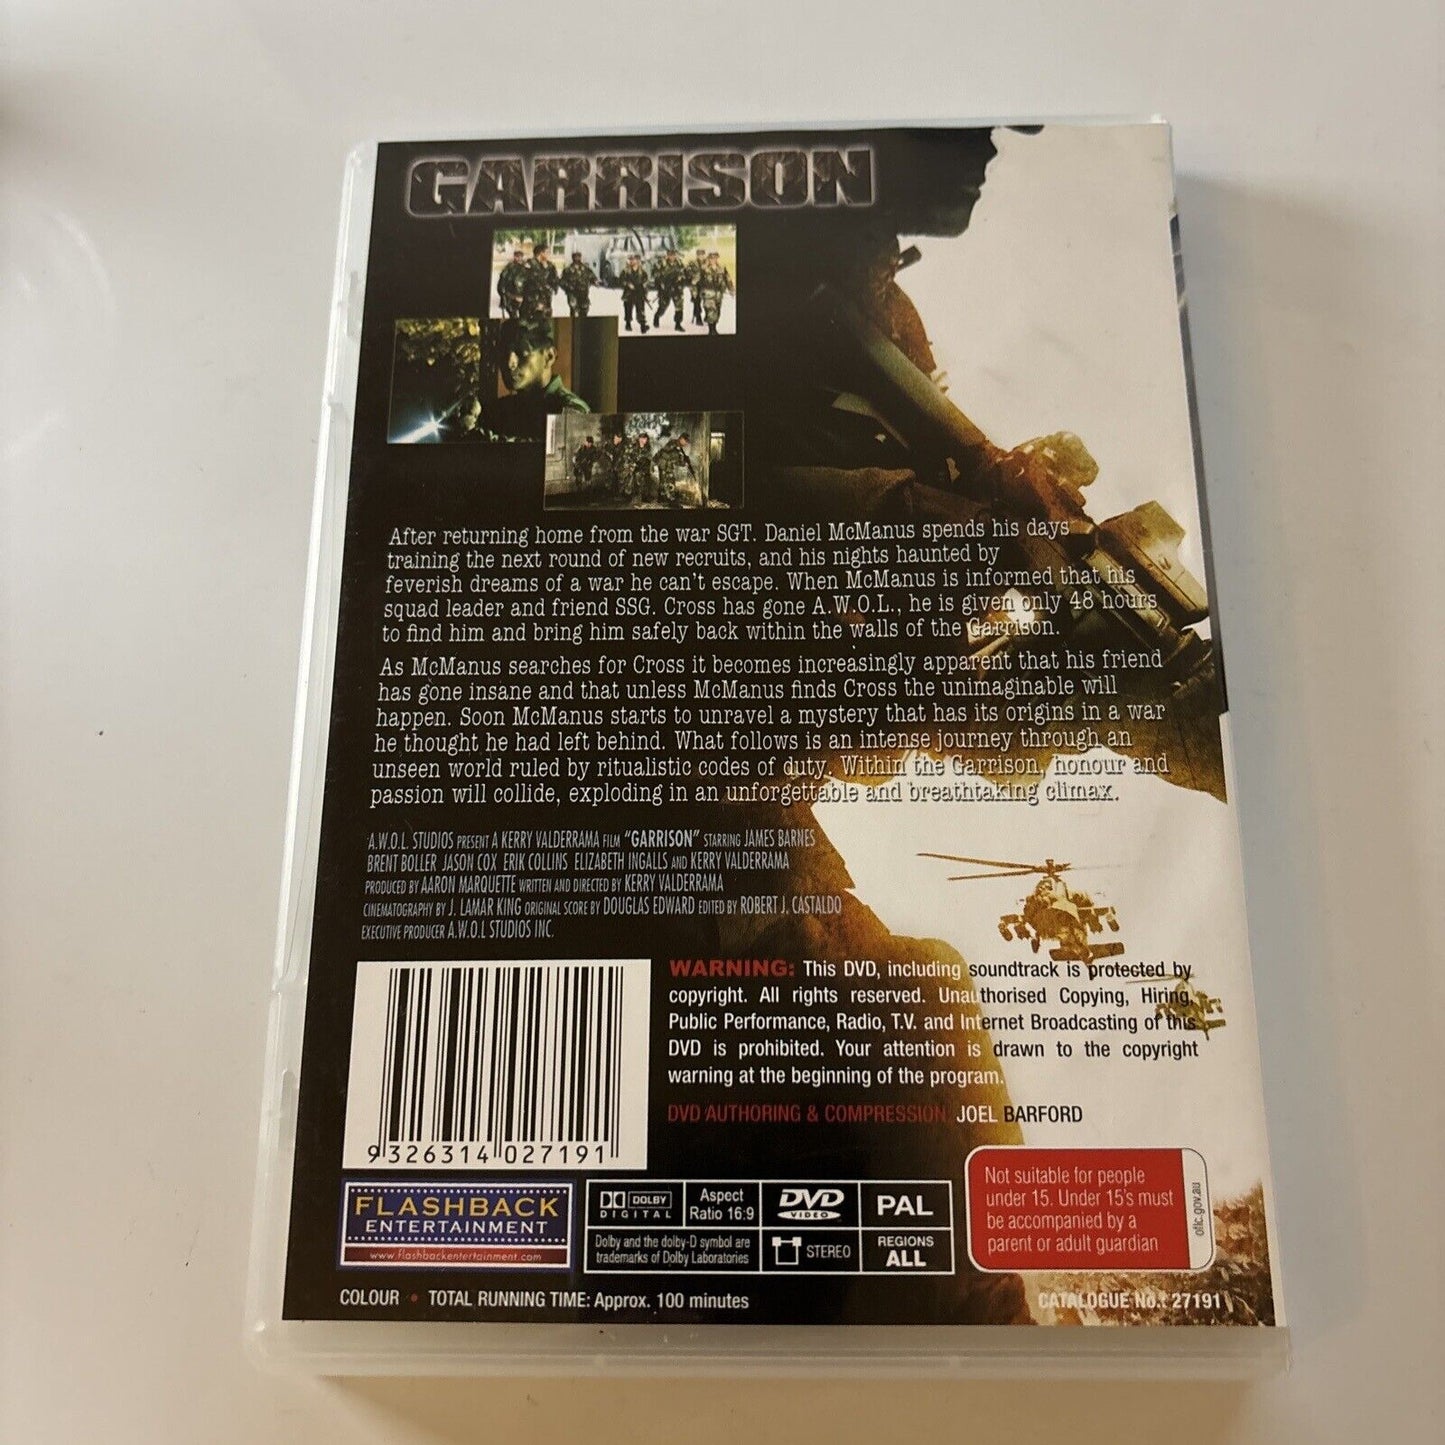 GARRISON
After returning home from the war SGT. Daniel McManus spends his days
training the next round of new recruits, and his nights haunted by
feverish dreams of a war he can't escape. When McManus is informed that his
squad leader and friend SSG. Cross has gone A.W.O.L., he is given only 48 hours
to find him and bring him safely back within the walls of the Garrison.
As McManus searches for Cross it becomes increasingly apparent that his friend
has gone insane and that unless McManus finds Cross the unimaginable will
happen. Soon McManus starts to unravel a mystery that has its origins in a war
he thought he had left behind. What follows is an intense journey through an
unseen world ruled by ritualistic codes of duty. Within the Garrison, honour and
passion will collide, exploding in an unforgettable and breathtaking climax.
A.W.O.L. STUDIOS PRESENT A KERRY VALDERRAMA FILM "GARRISON" STARRING JAMES BARNES
BRENT BOLLER JASON COX ERIK COLLINS ELIZABETH INGALLS AND KERRY VALDERRAMA
PRODUCED BY AARON MARQUETTE WRITTEN AND DIRECTED BY KERRY VALDERRAMA
CINEMATOGRAPHY BY J. LAMAR KING ORIGINAL SCORE BY DOUGLAS EDWARD EDITED BY ROBERT J. CASTALDO
EXECUTIVE PRODUCER A.W.O.L STUDIOS INC.
WARNING: This DVD, including soundtrack is protected by
copyright. All rights reserved. Unauthorised Copying, Hiring,
Public Performance, Radio, T.V. and Internet Broadcasting of this
DVD is prohibited. Your attention is drawn to the copyright
warning at the beginning of the program.
DVD AUTHORING & COMPRESSION JOEL BARFORD
9 326314 027191
FLASHBACK
ENTERTAINMENT
www.flashbackentertainment.com
DOLBY
DIGITAL
Aspect
Ratio 16:9
DVD
VIDEO
PAL
Dolby and the dolby-D symbol are
trademarks of Dolby Laboratories
STEREO
REGIONS
ALL
Not suitable for people
under 15. Under 15's must
be accompanied by a
parent or adult guardian
oflc.gov.au
COLOUR • TOTAL RUNNING TIME: Approx. 100 minutes
CATALOGUE No.: 27191